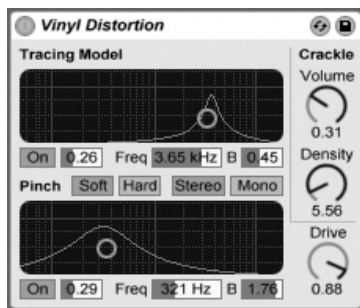 Vinyl Distortion
Tracing Model
Crackle
Volume
0.31
On 0.26 Freq 3.65 kHz B 0.45
Density
5.56
Pinch Soft Hard Stereo Mono
Drive
0.88
On 0.29 Freq 321 Hz B 1.76